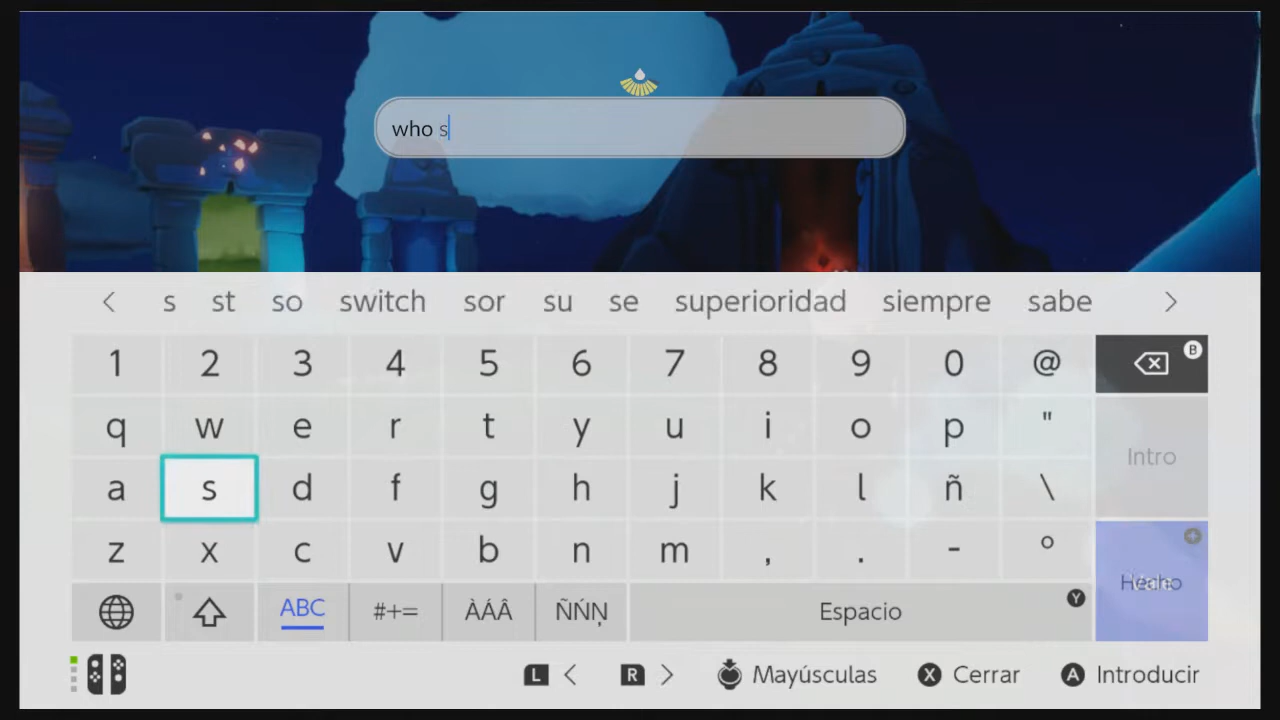 who s
s st so switch sor su se superioridad siempre sabe
1 2 3 4 5 6 7 8 9 0 @ B
q w e r t y u i o p "
Intro
a s d f g h j k l ñ \
z x c v b n m , . - º
Hecho
ABC #+= ÀÁÂ ÑŃŅ Espacio Y
L R Mayúsculas X Cerrar A Introducir